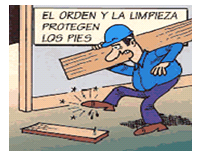 EL ORDEN Y LA LIMPIEZA
PROTEGEN
LOS PIES